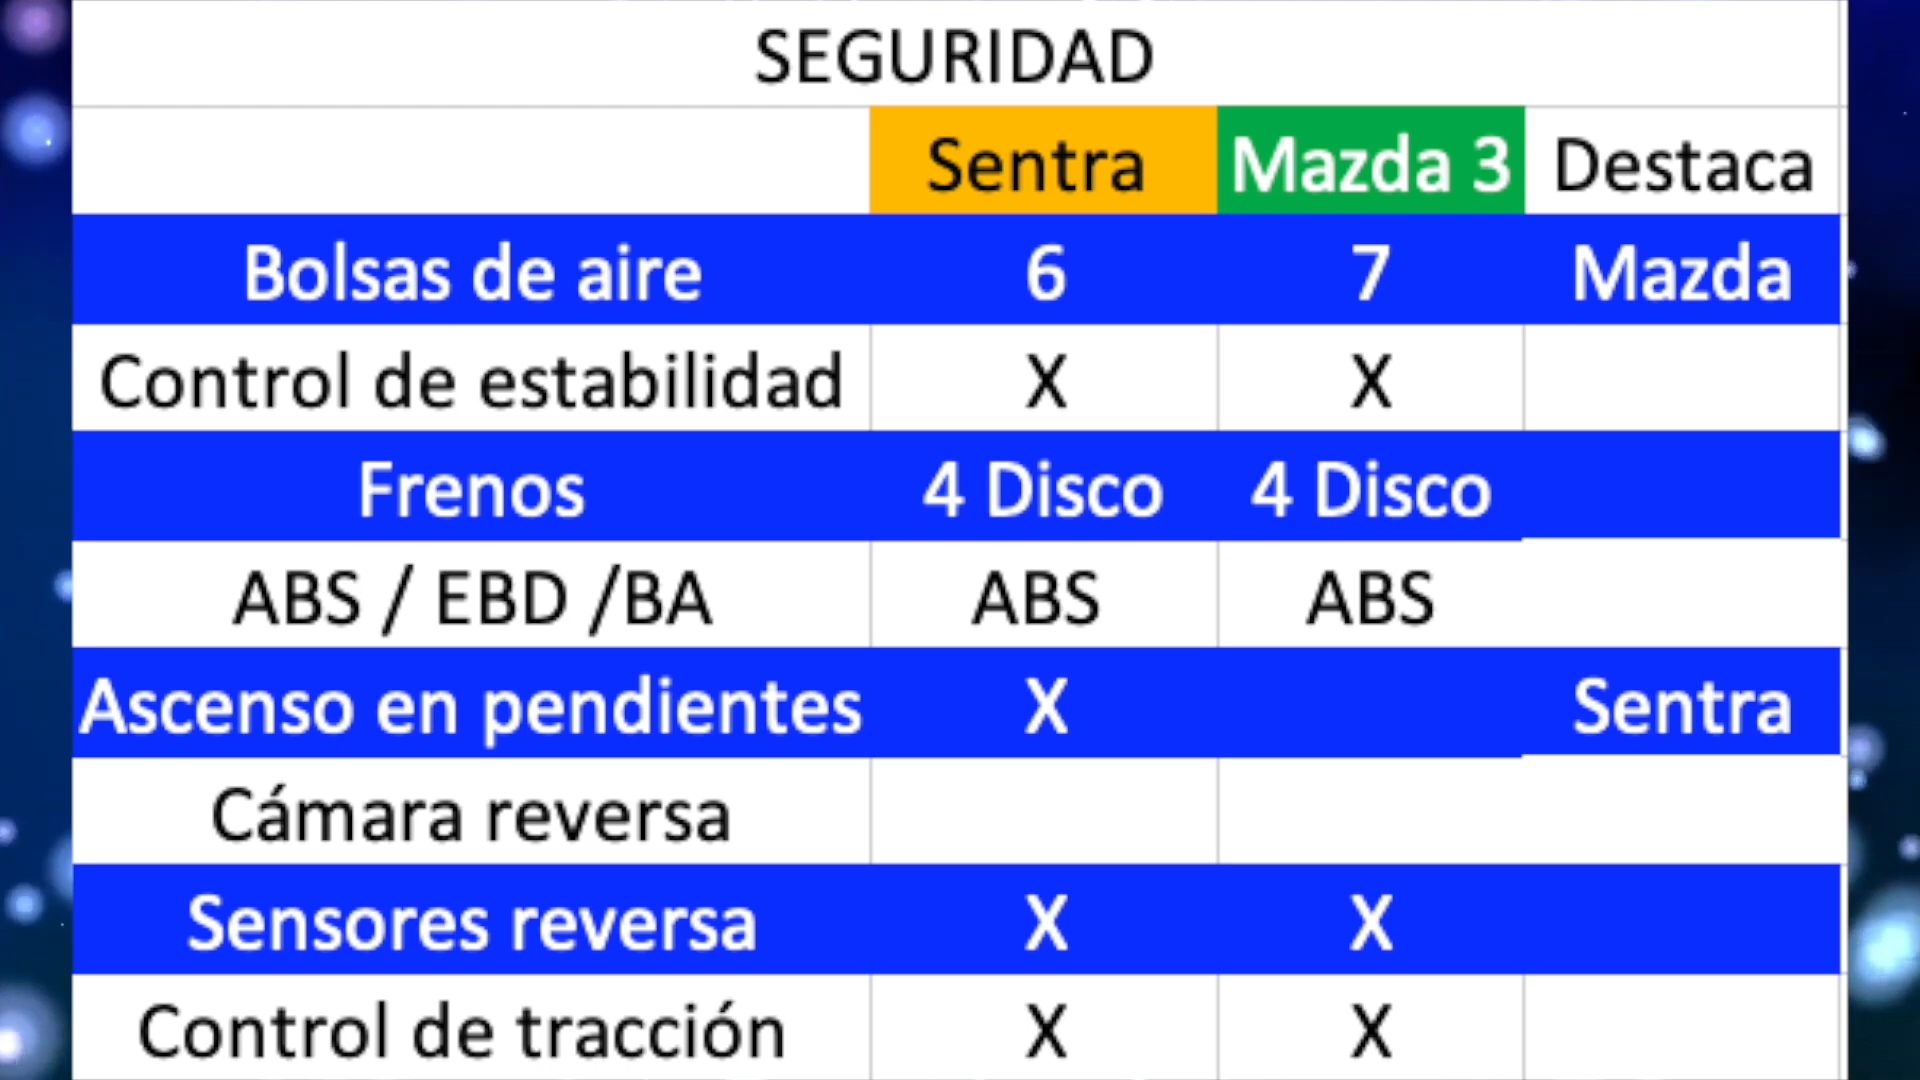 SEGURIDAD
Sentra Mazda 3 Destaca
Bolsas de aire 6 7 Mazda
Control de estabilidad X X
Frenos 4 Disco 4 Disco
ABS / EBD /BA ABS ABS
Ascenso en pendientes X Sentra
Cámara reversa
Sensores reversa X X
Control de tracción X X